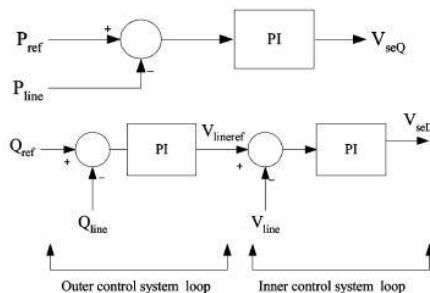 P_ref
+
−
PI
V_seQ
P_line
Q_ref
+
−
PI
V_lineref
−
PI
V_seD
Q_line
V_line
Outer control system loop
Inner control system loop